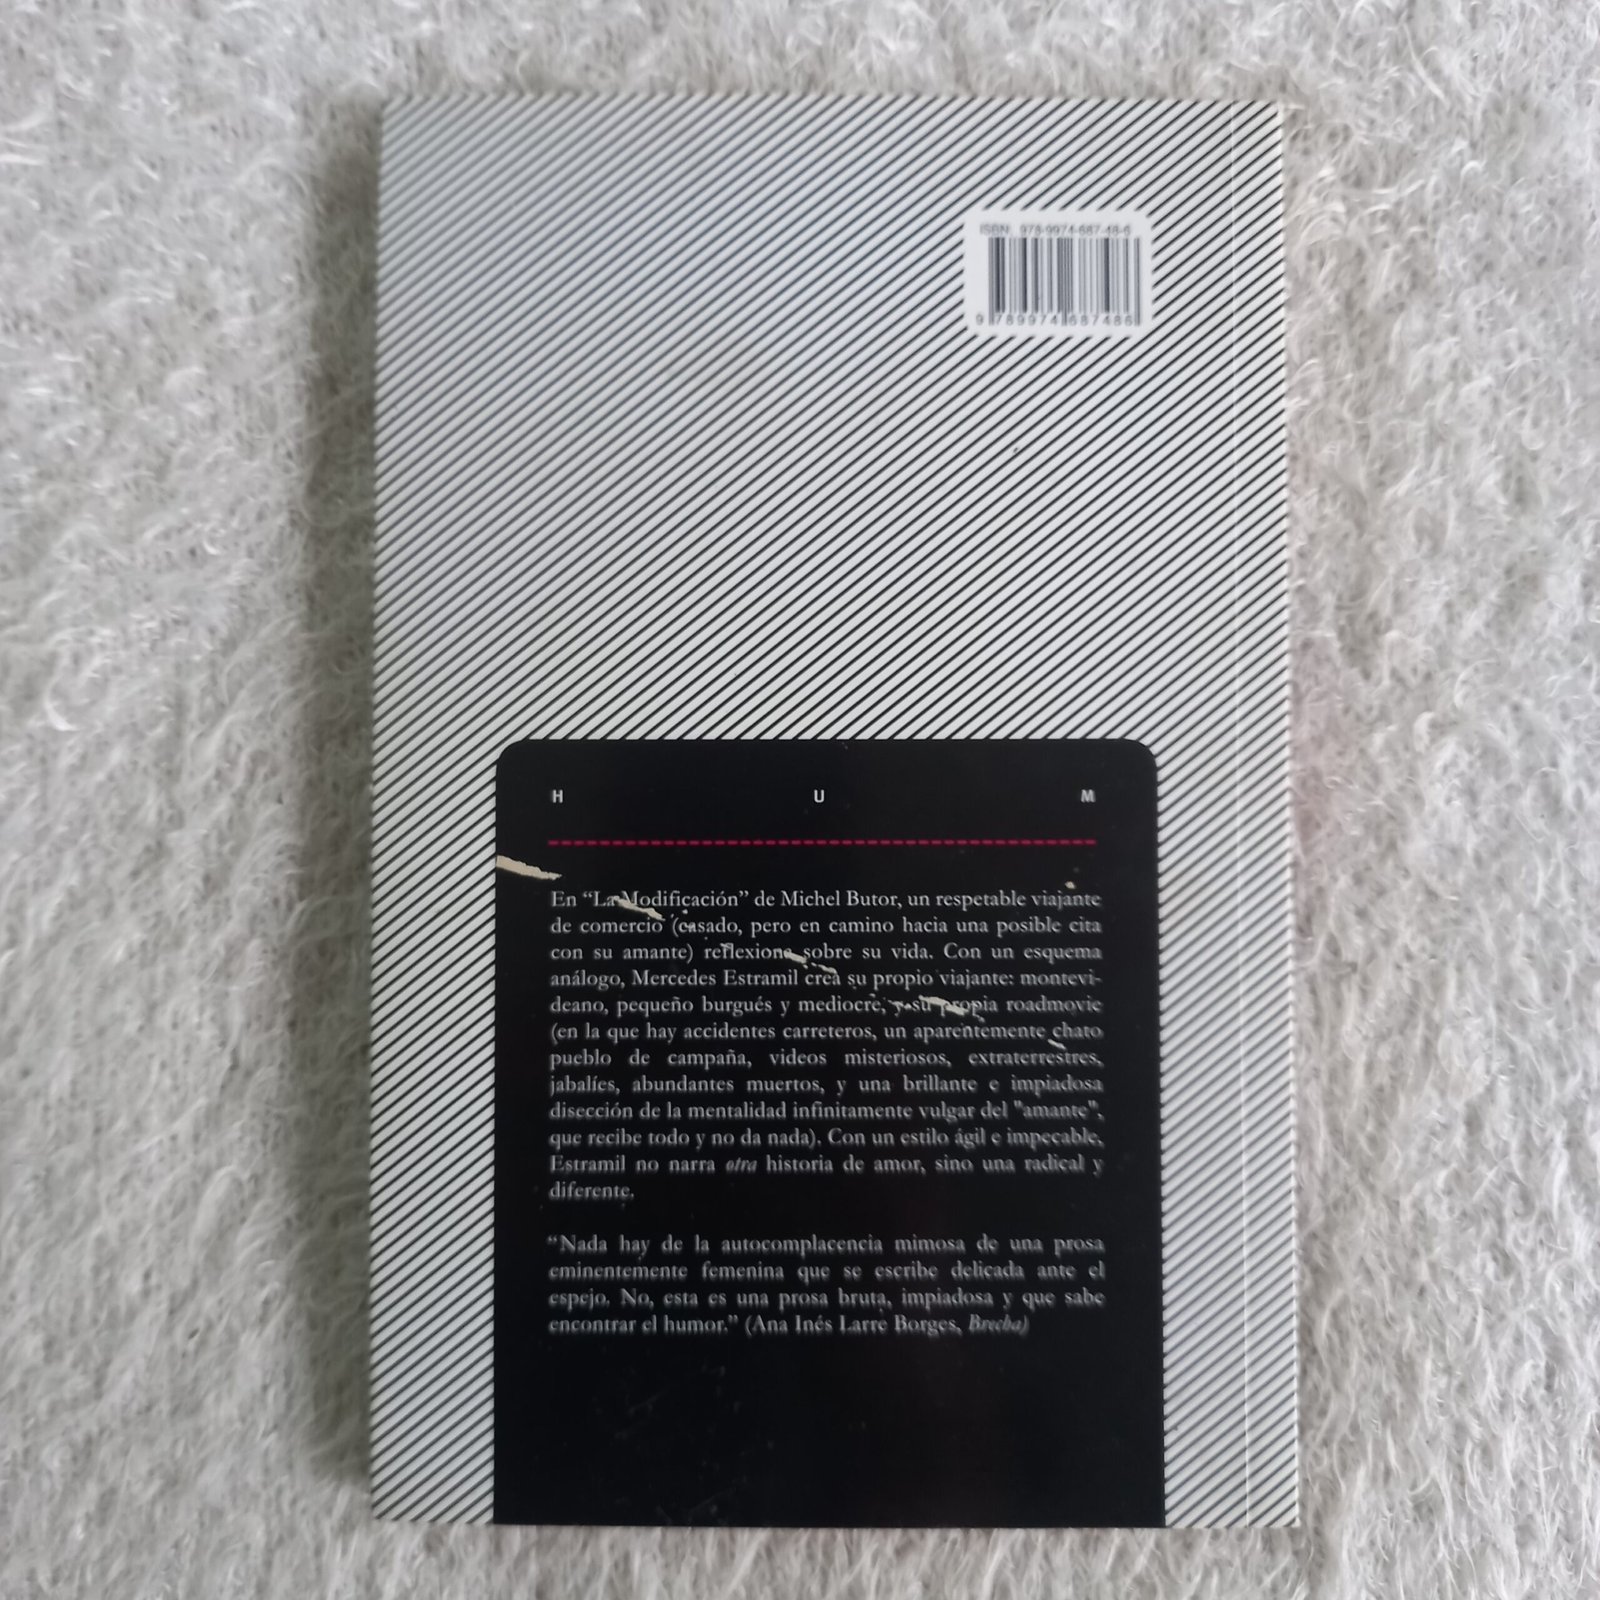 ISBN 978-9974-687-48-6
9 789974 687486
H U M
En “La Modificación” de Michel Butor, un respetable viajante
de comercio (casado, pero en camino hacia una posible cita
con su amante) reflexiona sobre su vida. Con un esquema
análogo, Mercedes Estramil crea su propio viajante: montevi-
deano, pequeño burgués y mediocre, y su propia roadmovie
(en la que hay accidentes carreteros, un aparentemente chato
pueblo de campaña, videos misteriosos, extraterrestres,
jabalíes, abundantes muertos, y una brillante e impiadosa
disección de la mentalidad infinitamente vulgar del "amante",
que recibe todo y no da nada). Con un estilo ágil e impecable,
Estramil no narra otra historia de amor, sino una radical y
diferente.
“Nada hay de la autocomplacencia mimosa de una prosa
eminentemente femenina que se escribe delicada ante el
espejo. No, esta es una prosa bruta, impiadosa y que sabe
encontrar el humor.” (Ana Inés Larre Borges, Brecha)